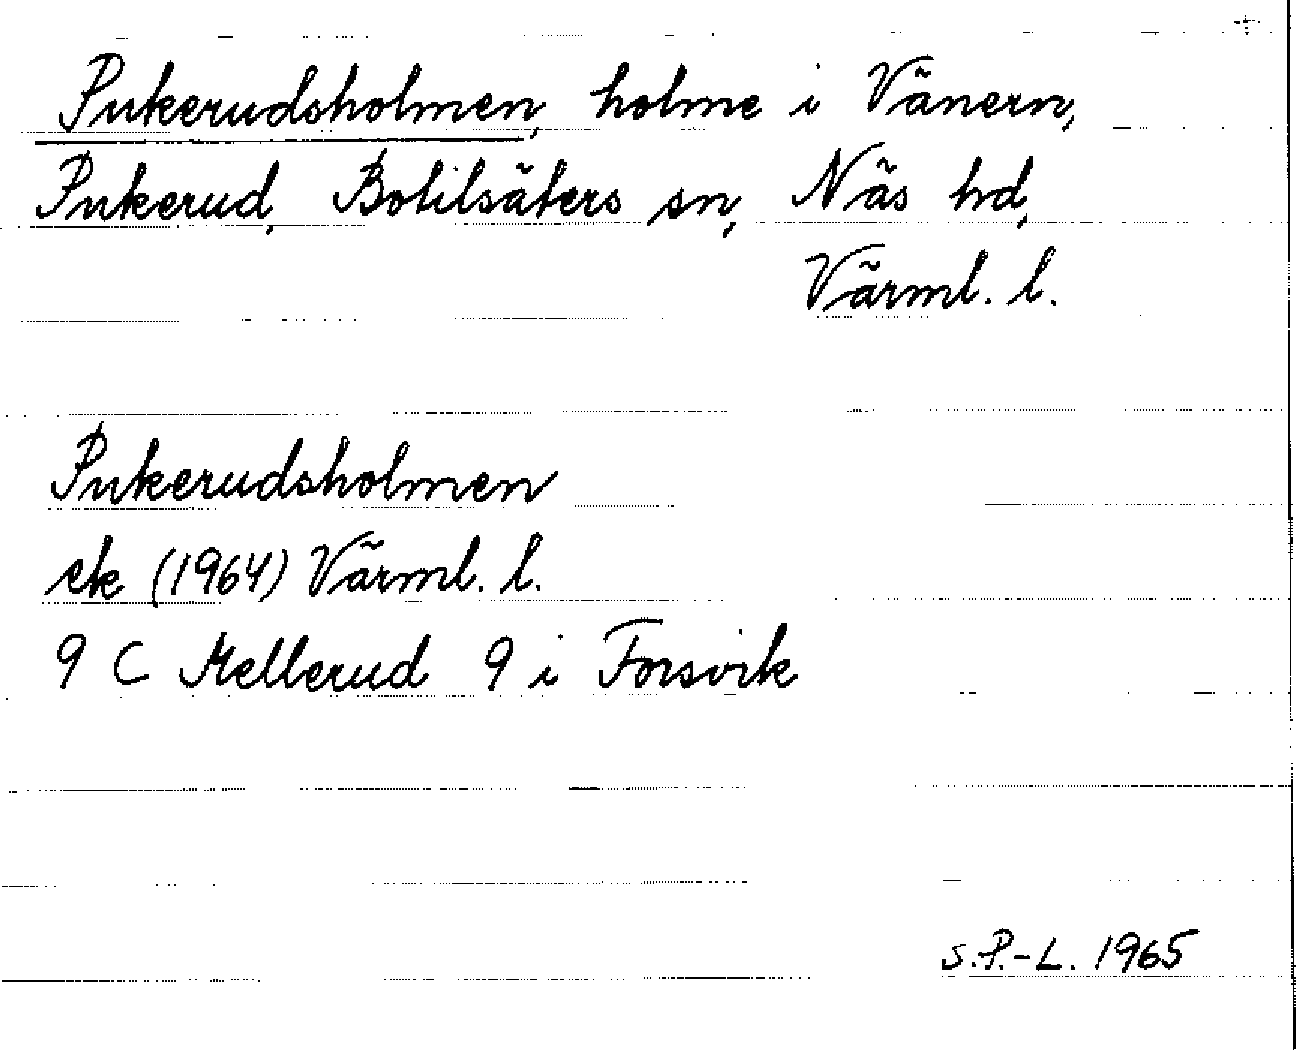 Pukerudsholmen, holme i Vänern,
Pukerud, Botilsäters sn, Näs hd,
Värml. l.
Pukerudsholmen
ek (1964) Värml. l.
9 C Mellerud 9 i Forsvik
S.P.-L. 1965